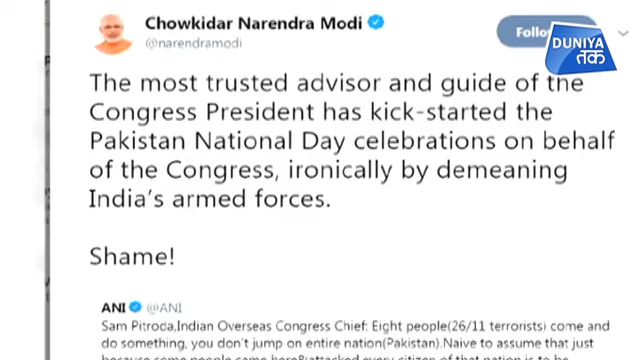 Chowkidar Narendra Modi
@narendramodi
DUNIYA
तक
The most trusted advisor and guide of the
Congress President has kick-started the
Pakistan National Day celebrations on behalf
of the Congress, ironically by demeaning
India's armed forces.
Shame!
ANI @ANI
Sam Pitroda,Indian Overseas Congress Chief: Eight people(26/11 terrorists) come and
do something, you don't jump on entire nation(Pakistan).Naive to assume that just